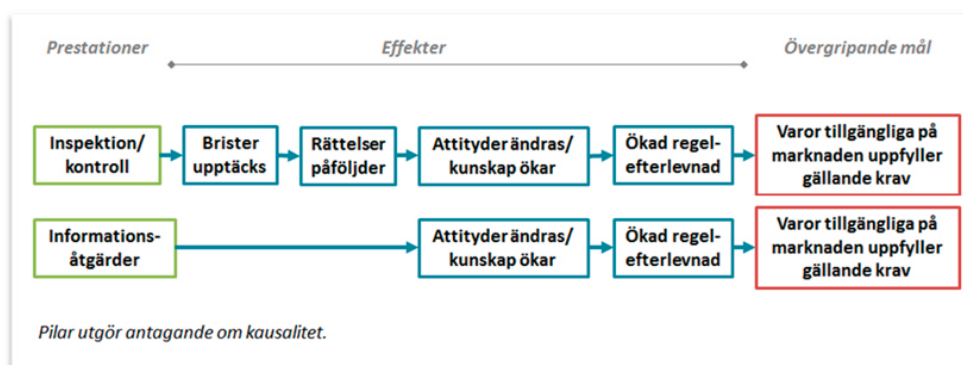 Prestationer
Effekter
Övergripande mål
Inspektion/
kontroll
Brister
upptäcks
Rättelser
påföljder
Attityder ändras/
kunskap ökar
Ökad regel-
efterlevnad
Varor tillgängliga på
marknaden uppfyller
gällande krav
Informations-
åtgärder
Attityder ändras/
kunskap ökar
Ökad regel-
efterlevnad
Varor tillgängliga på
marknaden uppfyller
gällande krav
Pilar utgör antagande om kausalitet.